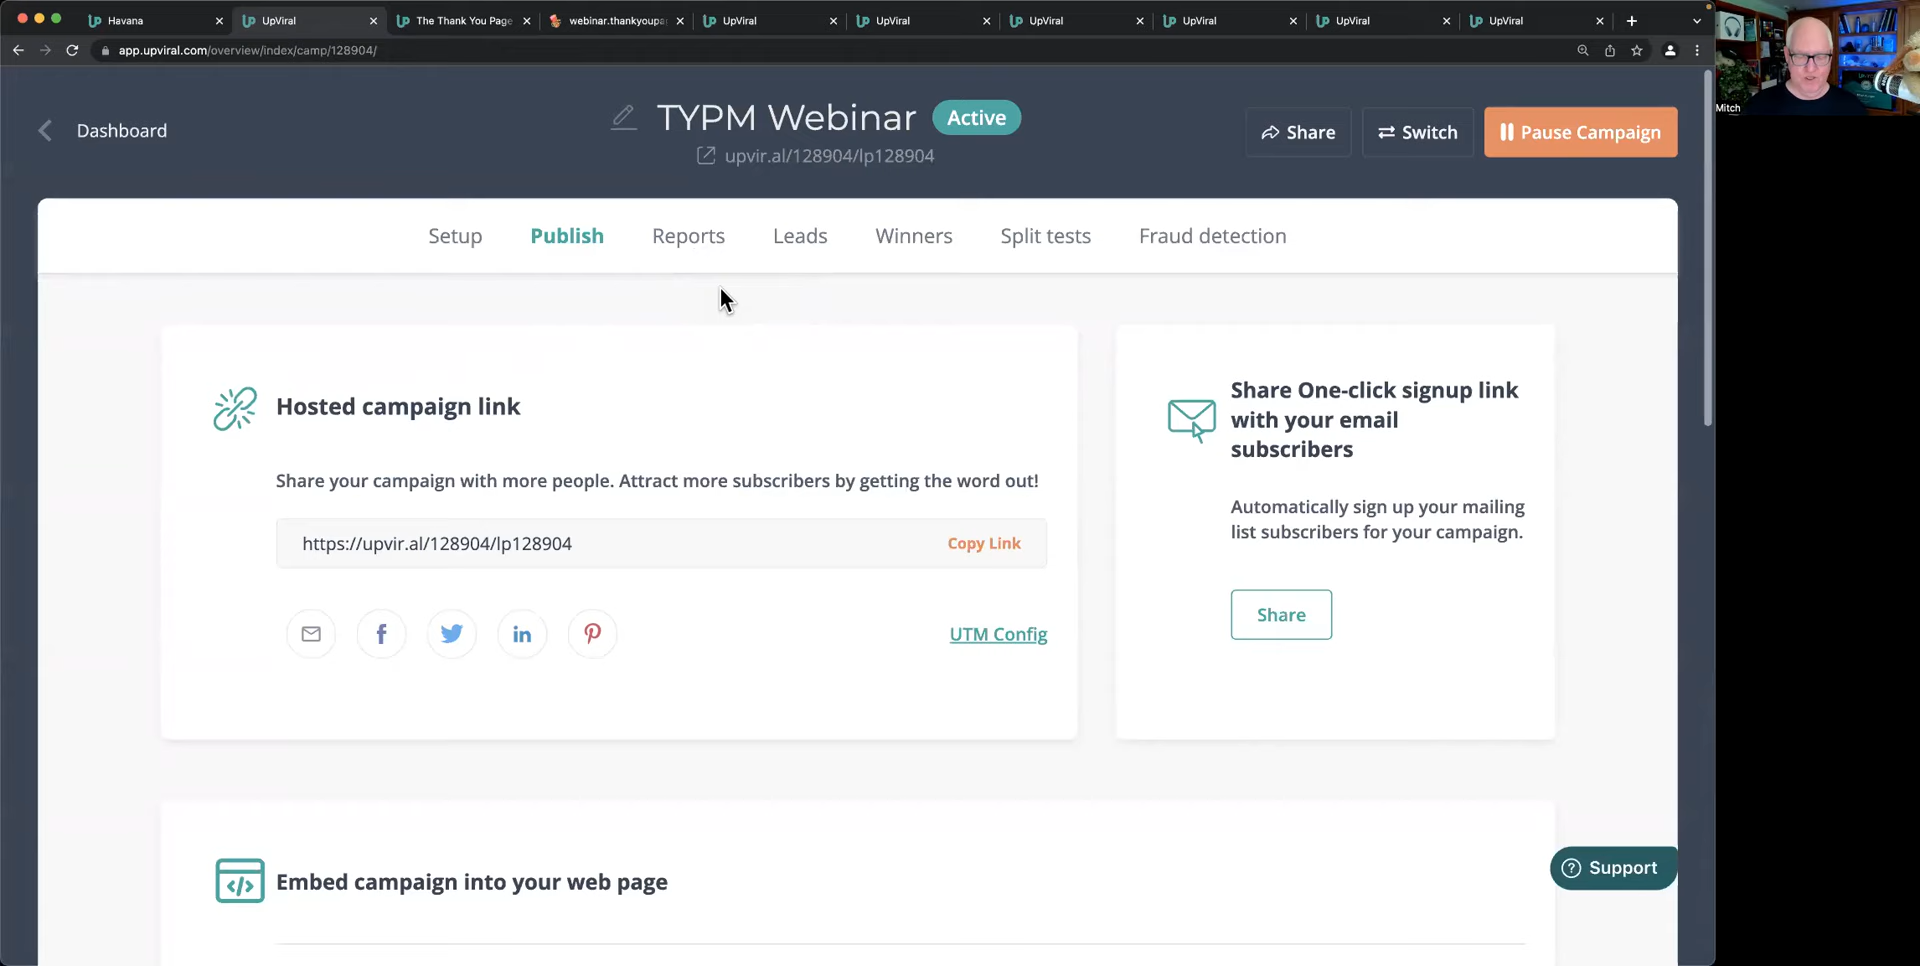 Havana
UpViral
The Thank You Page
webinar.thankyoupa
UpViral
UpViral
UpViral
UpViral
UpViral
UpViral
app.upviral.com/overview/index/camp/128904/
Mitch
Dashboard
TYPM Webinar
Active
upvir.al/128904/lp128904
Share
Switch
Pause Campaign
Setup
Publish
Reports
Leads
Winners
Split tests
Fraud detection
Hosted campaign link
Share your campaign with more people. Attract more subscribers by getting the word out!
https://upvir.al/128904/lp128904
Copy Link
UTM Config
Share One-click signup link
with your email
subscribers
Automatically sign up your mailing
list subscribers for your campaign.
Share
Embed campaign into your web page
Support